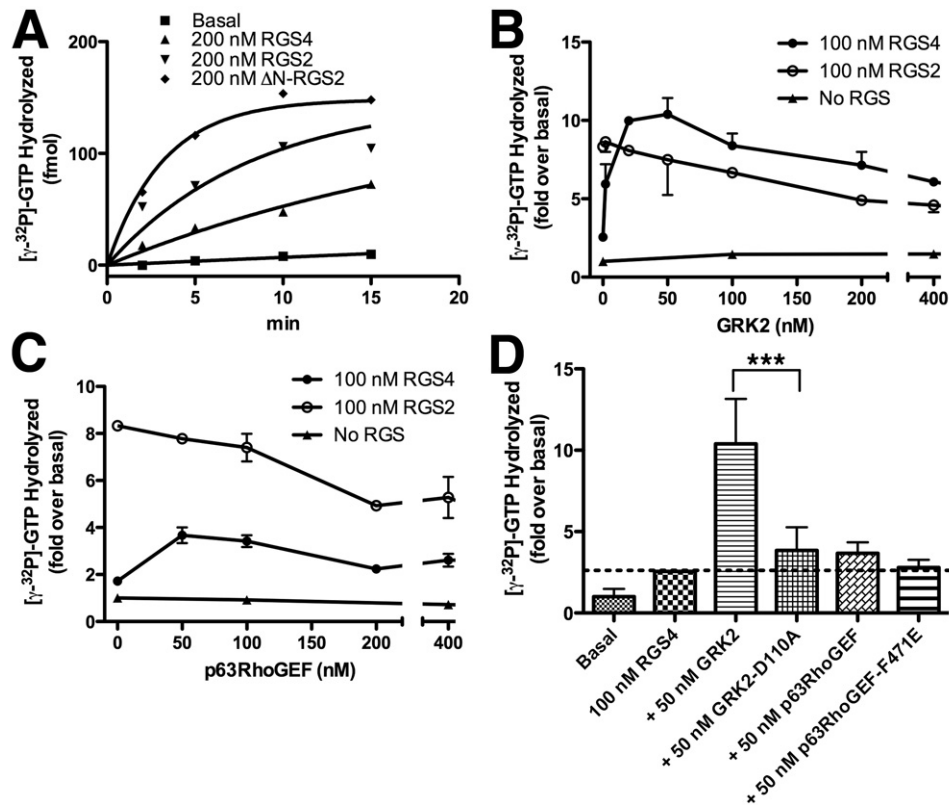 A
Basal
200 nM RGS4
200 nM RGS2
200 nM ΔN-RGS2
[γ-³²P]-GTP Hydrolyzed
(fmol)
200
100
0
0
5
10
15
20
min
B
100 nM RGS4
100 nM RGS2
No RGS
[γ-³²P]-GTP Hydrolyzed
(fold over basal)
15
10
5
0
0
50
100
150
200
400
GRK2 (nM)
C
100 nM RGS4
100 nM RGS2
No RGS
[γ-³²P]-GTP Hydrolyzed
(fold over basal)
10
8
6
4
2
0
0
50
100
150
200
400
p63RhoGEF (nM)
D
***
[γ-³²P]-GTP Hydrolyzed
(fold over basal)
15
10
5
0
Basal
100 nM RGS4
+ 50 nM GRK2
+ 50 nM GRK2-D110A
+ 50 nM p63RhoGEF
+ 50 nM p63RhoGEF-F471E